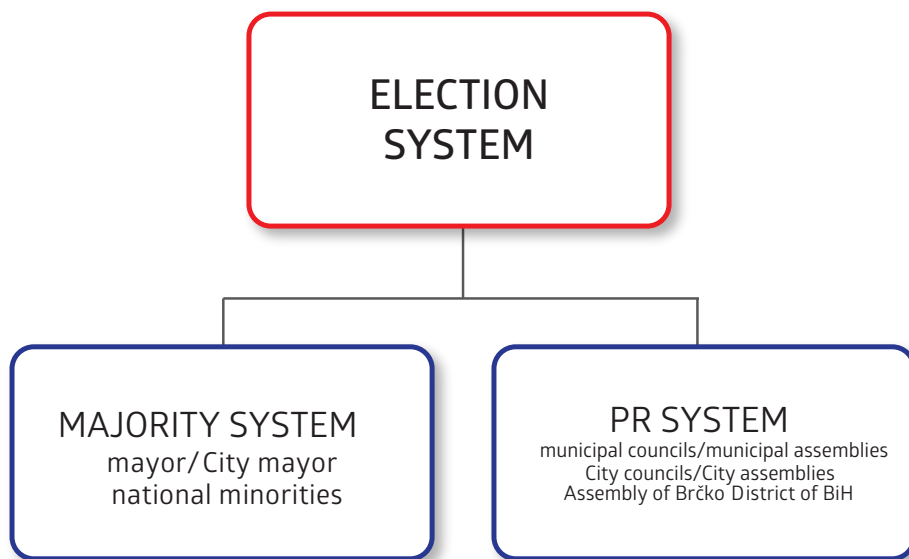 ELECTION
SYSTEM
MAJORITY SYSTEM
mayor/City mayor
national minorities
PR SYSTEM
municipal councils/municipal assemblies
City councils/City assemblies
Assembly of Brčko District of BiH